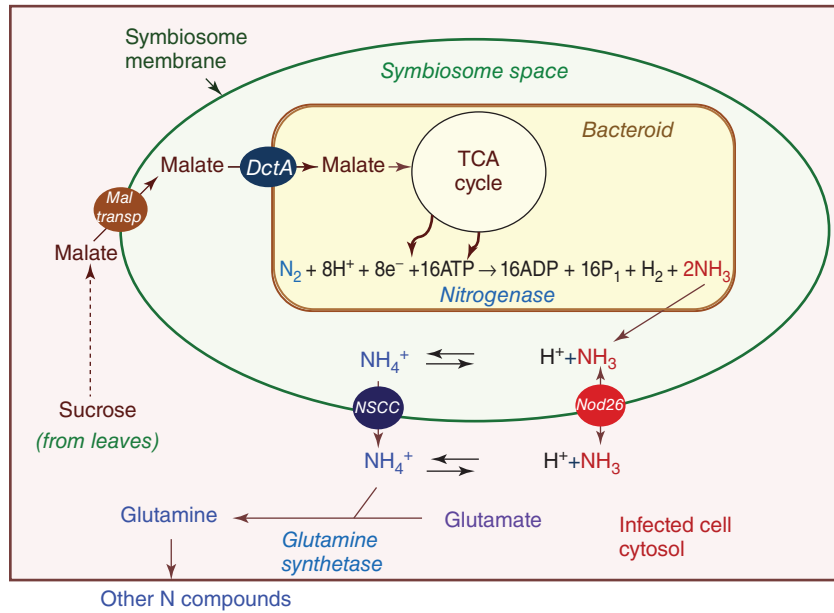 Symbiosome
membrane
Symbiosome space
Bacteroid
Malate
DctA
Malate
TCA
cycle
Mal
transp
Malate
N₂ + 8H⁺ + 8e⁻ +16ATP → 16ADP + 16P₁ + H₂ + 2NH₃
Nitrogenase
NH₄⁺
H⁺+NH₃
Sucrose
(from leaves)
NSCC
Nod26
NH₄⁺
H⁺+NH₃
Glutamine
Glutamate
Glutamine
synthetase
Infected cell
cytosol
Other N compounds